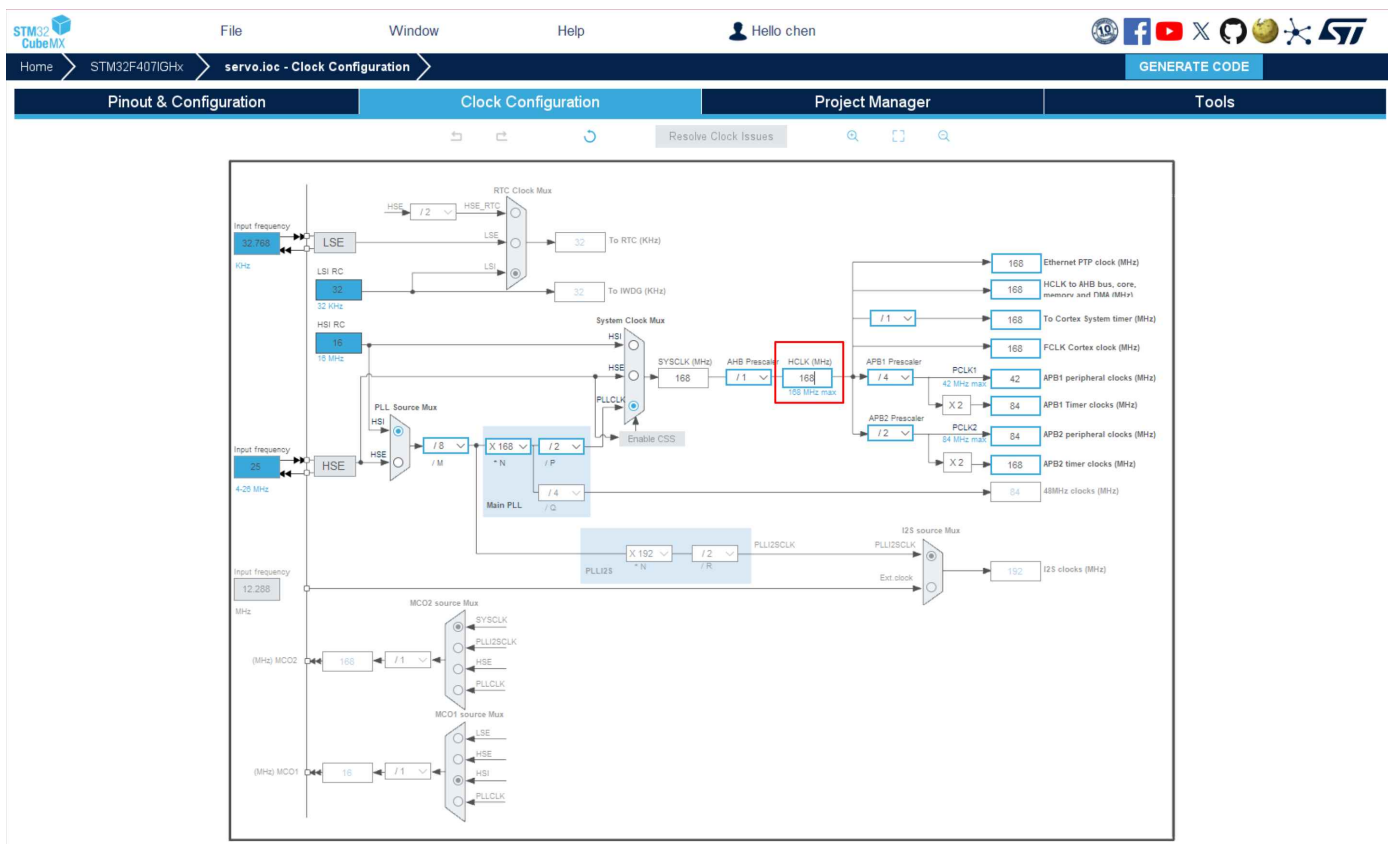 STM32
CubeMX
File
Window
Help
Hello chen
10
Home
STM32F407IGHx
servo.ioc - Clock Configuration
GENERATE CODE
Pinout & Configuration
Clock Configuration
Project Manager
Tools
Resolve Clock Issues
RTC Clock Mux
HSE
/ 2
HSE_RTC
Input frequency
32.768
LSE
LSE
32
To RTC (KHz)
KHz
LSI RC
LSI
32
32 KHz
32
To IWDG (KHz)
HSI RC
16
16 MHz
System Clock Mux
HSI
HSE
PLLCLK
Enable CSS
SYSCLK (MHz)
168
AHB Prescaler
/ 1
HCLK (MHz)
168
168 MHz max
168
Ethernet PTP clock (MHz)
168
HCLK to AHB bus, core,
memory and DMA (MHz)
/ 1
168
To Cortex System timer (MHz)
168
FCLK Cortex clock (MHz)
APB1 Prescaler
/ 4
PCLK1
42 MHz max
42
APB1 peripheral clocks (MHz)
X 2
84
APB1 Timer clocks (MHz)
APB2 Prescaler
/ 2
PCLK2
84 MHz max
84
APB2 peripheral clocks (MHz)
X 2
168
APB2 timer clocks (MHz)
84
48MHz clocks (MHz)
PLL Source Mux
HSI
HSE
/ 8
/ M
X 168
* N
/ 2
/ P
/ 4
/ Q
Main PLL
Input frequency
25
HSE
4-26 MHz
X 192
* N
/ 2
/ R
PLLI2S
PLLI2SCLK
I2S source Mux
PLLI2SCLK
Ext.clock
192
I2S clocks (MHz)
Input frequency
12.288
MHz
MCO2 source Mux
SYSCLK
PLLI2SCLK
HSE
PLLCLK
(MHz) MCO2
168
/ 1
MCO1 source Mux
LSE
HSE
HSI
PLLCLK
(MHz) MCO1
16
/ 1